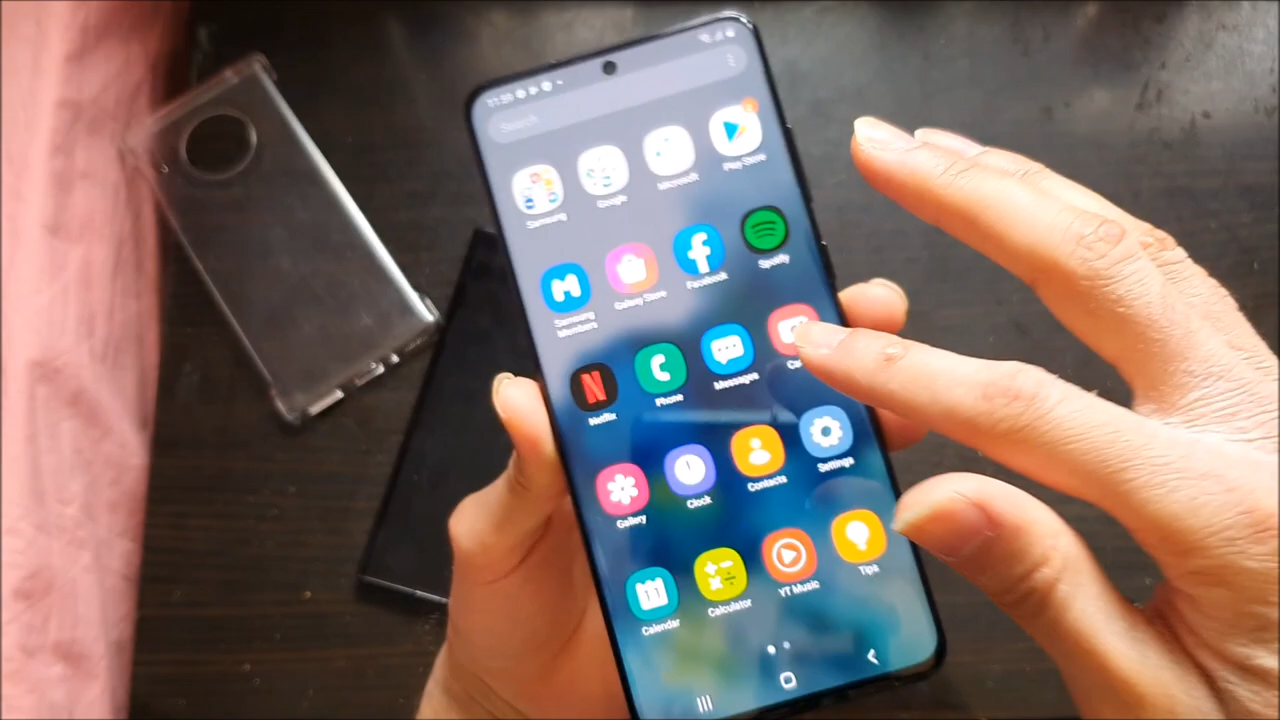 Search
Samsung
Google
Microsoft
Play Store
Samsung
Members
Galaxy Store
Facebook
Spotify
Netflix
Phone
Messages
Gallery
Clock
Contacts
Settings
Calendar
Calculator
YT Music
Tips